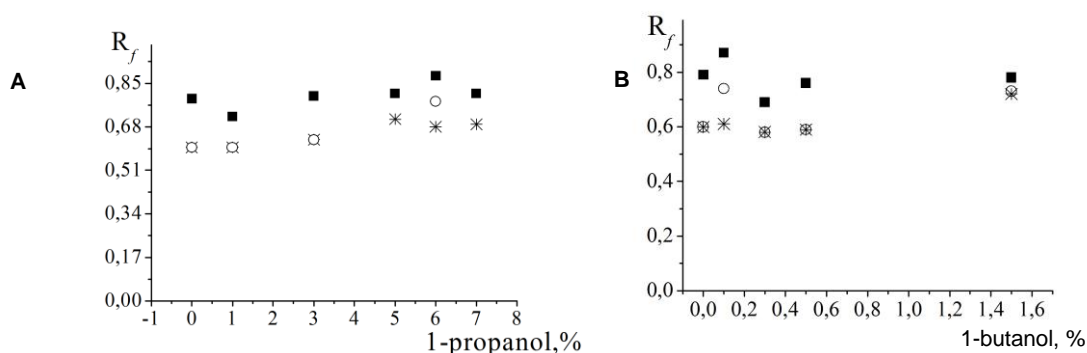 A
R_f
0,85
0,68
0,51
0,34
0,17
0,00
-1 0 1 2 3 4 5 6 7 8
1-propanol,%
B
R_f
0,8
0,6
0,4
0,2
0,0
0,0 0,2 0,4 0,6 0,8 1,0 1,2 1,4 1,6
1-butanol, %